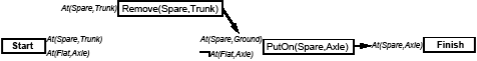 At(Spare,Trunk) Remove(Spare,Trunk)
Start At(Spare,Trunk) At(Spare,Ground) PutOn(Spare,Axle) At(Spare,Axle) Finish
At(Flat,Axle) At(Flat,Axle)